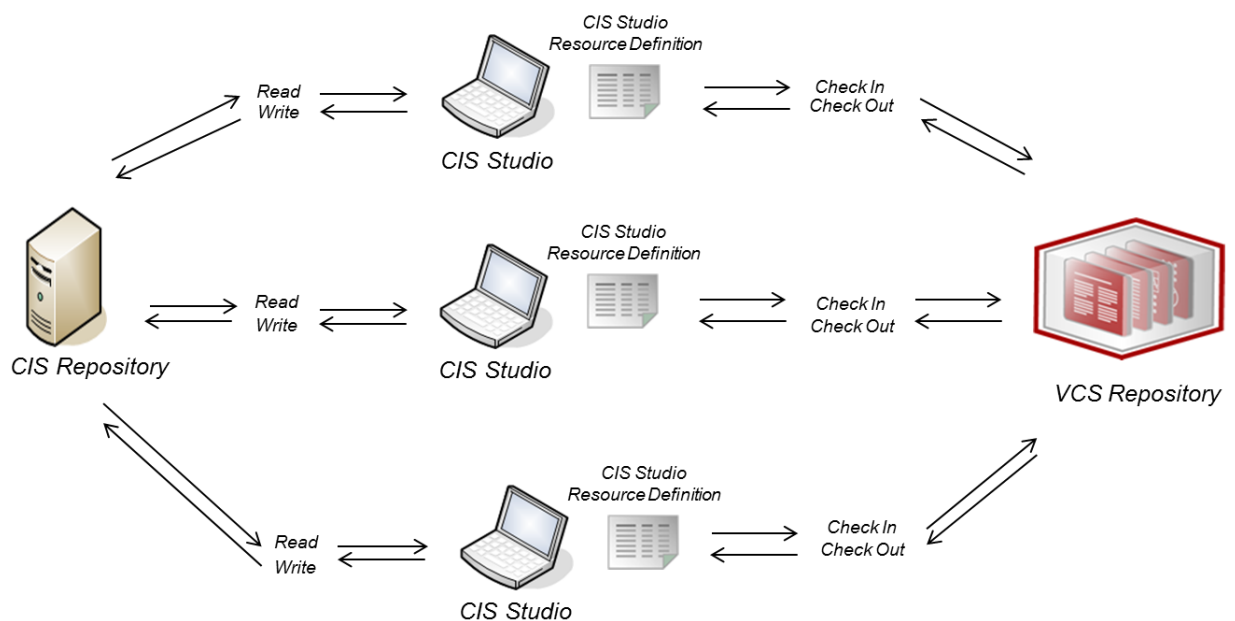 CIS Studio
Resource Definition
Read
Write
Check In
Check Out
CIS Studio
CIS Studio
Resource Definition
Read
Write
Check In
Check Out
CIS Repository
CIS Studio
VCS Repository
CIS Studio
Resource Definition
Read
Write
Check In
Check Out
CIS Studio